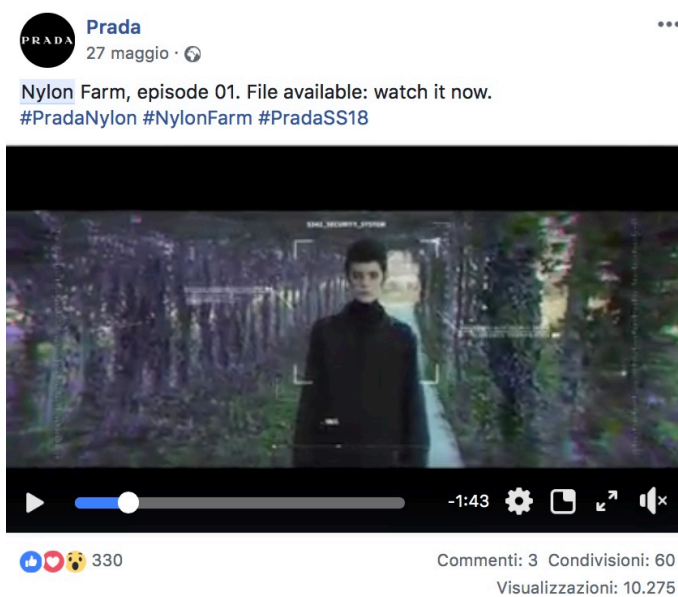 PRADA
Prada
27 maggio ·
Nylon Farm, episode 01. File available: watch it now.
#PradaNylon #NylonFarm #PradaSS18
-1:43
330
Commenti: 3 Condivisioni: 60
Visualizzazioni: 10.275